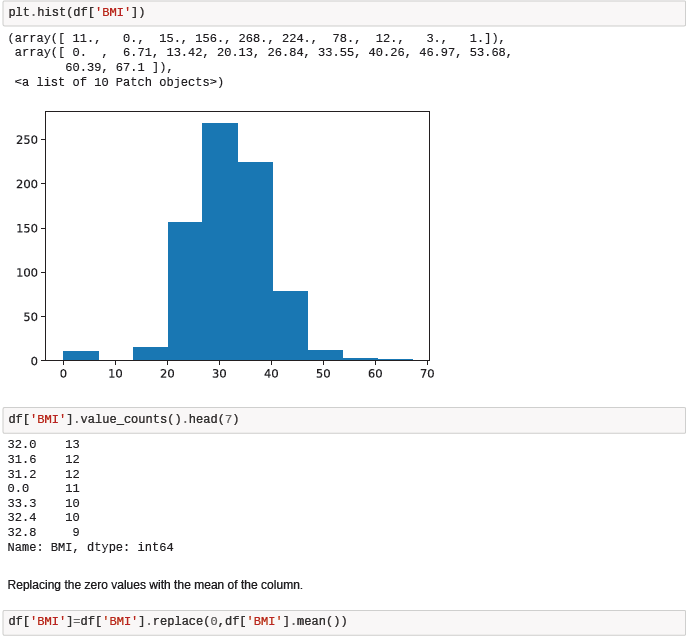 plt.hist(df['BMI'])
(array([ 11.,   0.,  15., 156., 268., 224.,  78.,  12.,   3.,   1.]),
 array([ 0.  ,  6.71, 13.42, 20.13, 26.84, 33.55, 40.26, 46.97, 53.68,
        60.39, 67.1 ]),
 <a list of 10 Patch objects>)
250
200
150
100
50
0
0 10 20 30 40 50 60 70
df['BMI'].value_counts().head(7)
32.0    13
31.6    12
31.2    12
0.0     11
33.3    10
32.4    10
32.8     9
Name: BMI, dtype: int64
Replacing the zero values with the mean of the column.
df['BMI']=df['BMI'].replace(0,df['BMI'].mean())